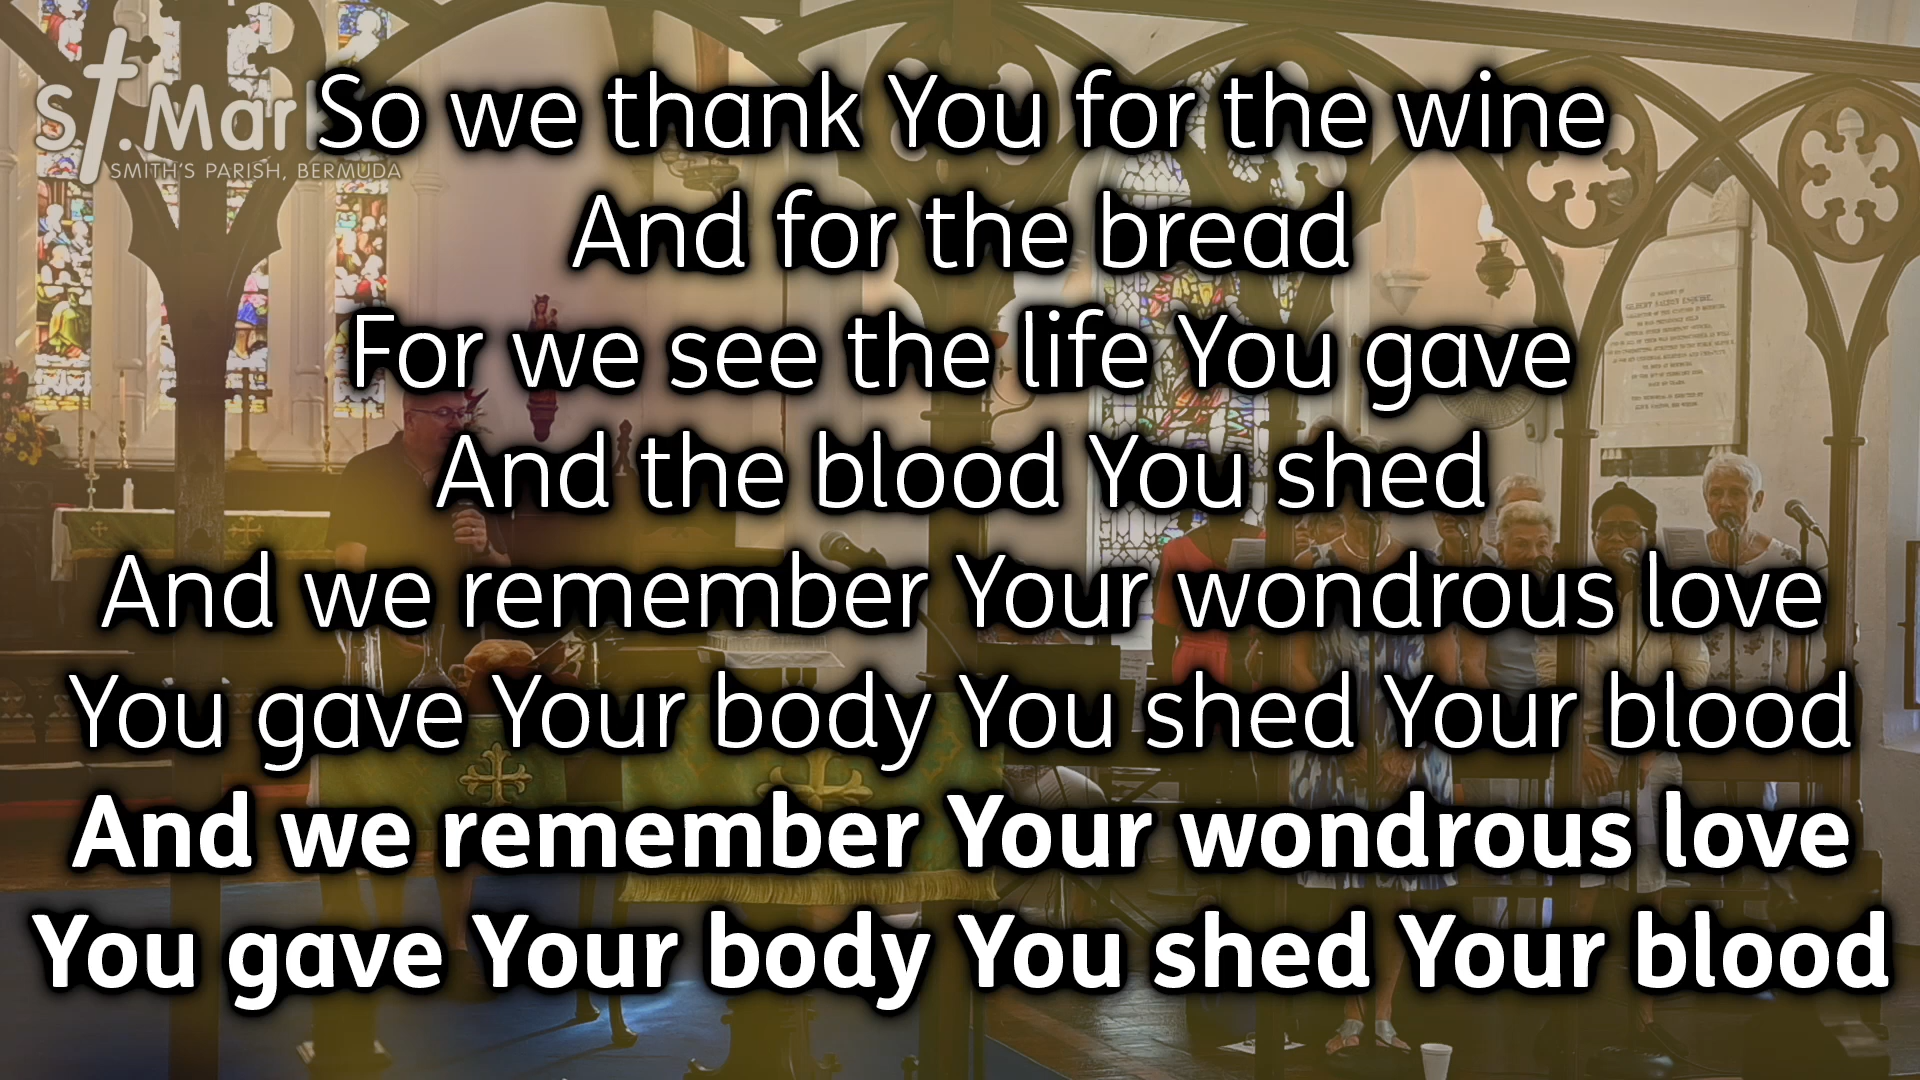 St. Mar
SMITH'S PARISH, BERMUDA
So we thank You for the wine
And for the bread
For we see the life You gave
And the blood You shed
And we remember Your wondrous love
You gave Your body You shed Your blood
And we remember Your wondrous love
You gave Your body You shed Your blood